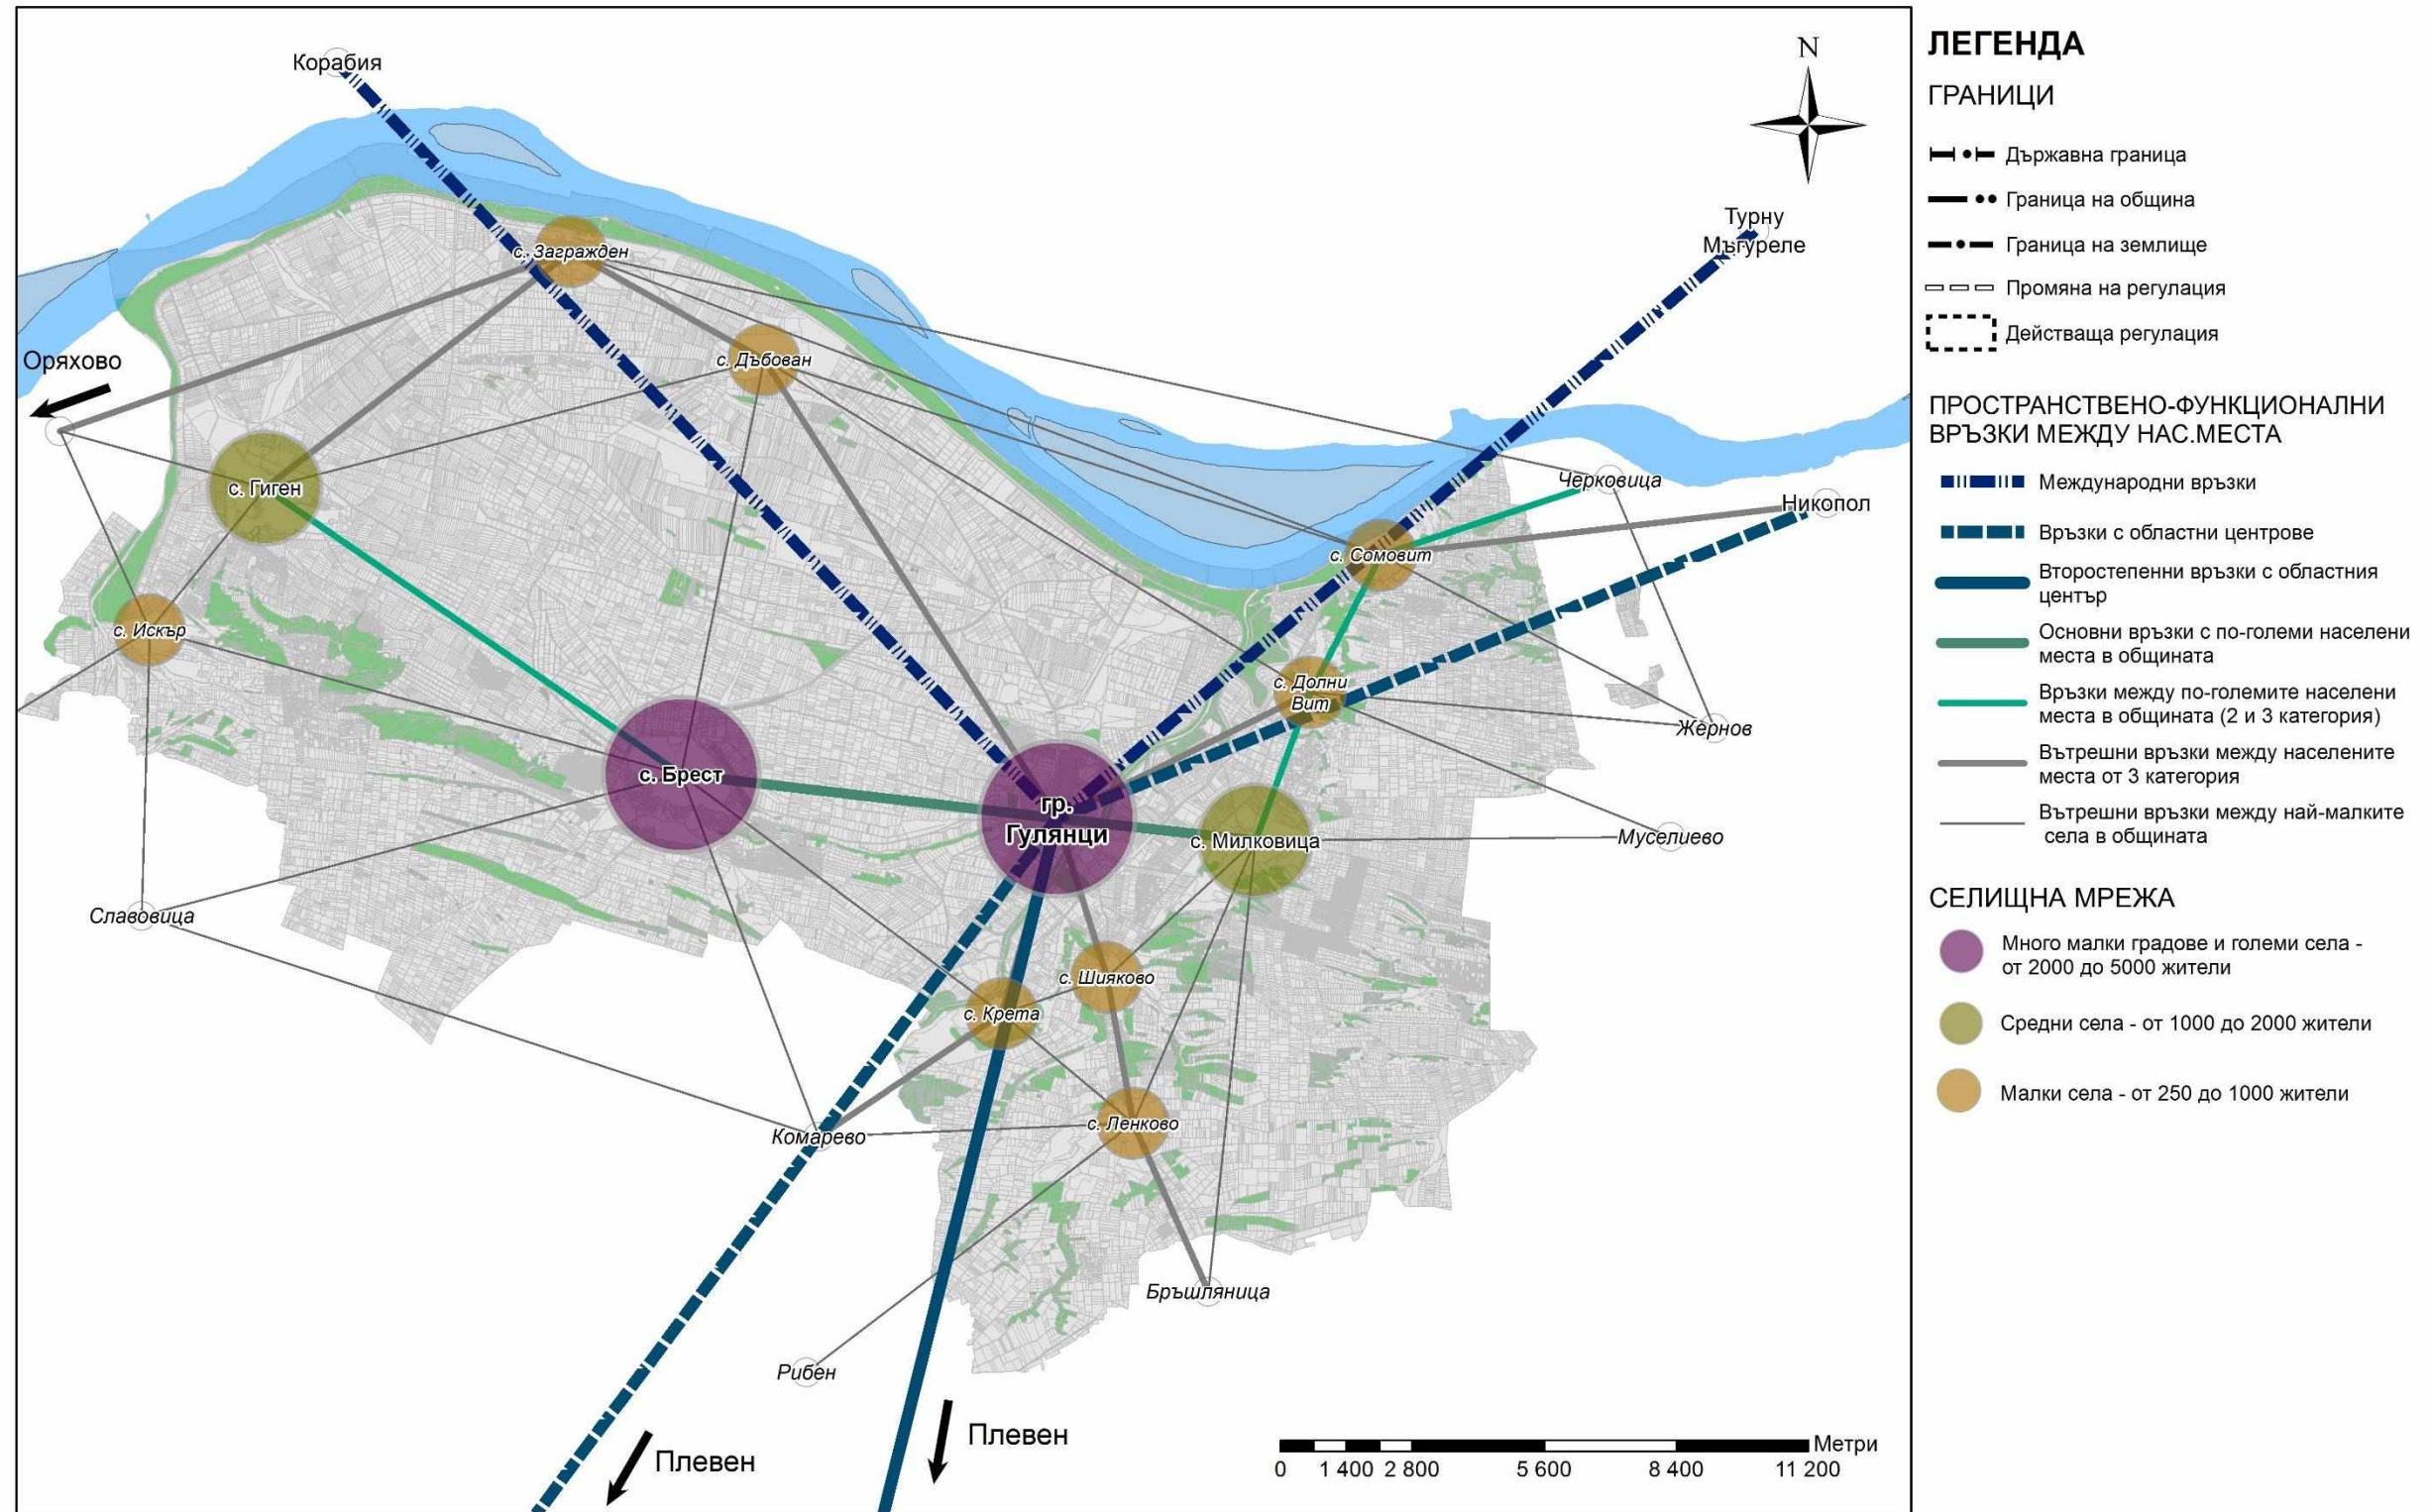 Корабия
N
Турну
Мъгуреле
с. Загражден
Оряхово
с. Дъбован
с. Гиген
Черковица
Никопол
с. Сомовит
с. Искър
с. Долни
Вит
Жернов
с. Брест
гр.
Гулянци
с. Милковица
Муселиево
Славовица
с. Шияково
с. Крета
Комарево
с. Ленково
Бръшляница
Рибен
Плевен
Плевен
Метри
0 1 400 2 800 5 600 8 400 11 200
ЛЕГЕНДА
ГРАНИЦИ
Държавна граница
Граница на община
Граница на землище
Промяна на регулация
Действаща регулация
ПРОСТРАНСТВЕНО-ФУНКЦИОНАЛНИ
ВРЪЗКИ МЕЖДУ НАС.МЕСТА
Международни връзки
Връзки с областни центрове
Второстепенни връзки с областния
център
Основни връзки с по-големи населени
места в общината
Връзки между по-големите населени
места в общината (2 и 3 категория)
Вътрешни връзки между населените
места от 3 категория
Вътрешни връзки между най-малките
села в общината
СЕЛИЩНА МРЕЖА
Много малки градове и големи села -
от 2000 до 5000 жители
Средни села - от 1000 до 2000 жители
Малки села - от 250 до 1000 жители